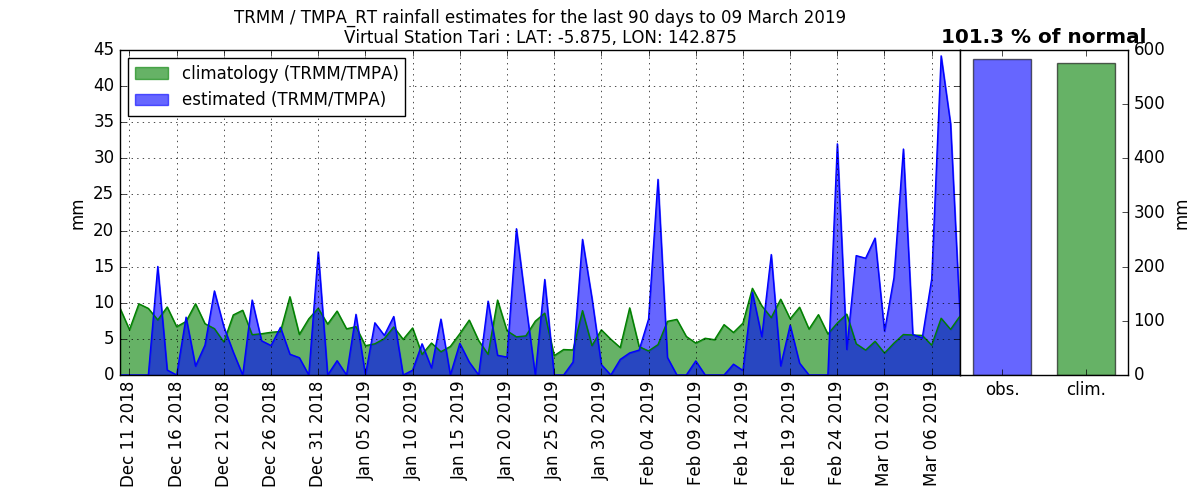 TRMM / TMPA_RT rainfall estimates for the last 90 days to 09 March 2019
Virtual Station Tari : LAT: -5.875, LON: 142.875
101.3 % of normal
climatology (TRMM/TMPA)
estimated (TRMM/TMPA)
mm
45
40
35
30
25
20
15
10
5
0
Dec 11 2018
Dec 16 2018
Dec 21 2018
Dec 26 2018
Dec 31 2018
Jan 05 2019
Jan 10 2019
Jan 15 2019
Jan 20 2019
Jan 25 2019
Jan 30 2019
Feb 04 2019
Feb 09 2019
Feb 14 2019
Feb 19 2019
Feb 24 2019
Mar 01 2019
Mar 06 2019
obs.
clim.
600
500
400
300
200
100
0
mm